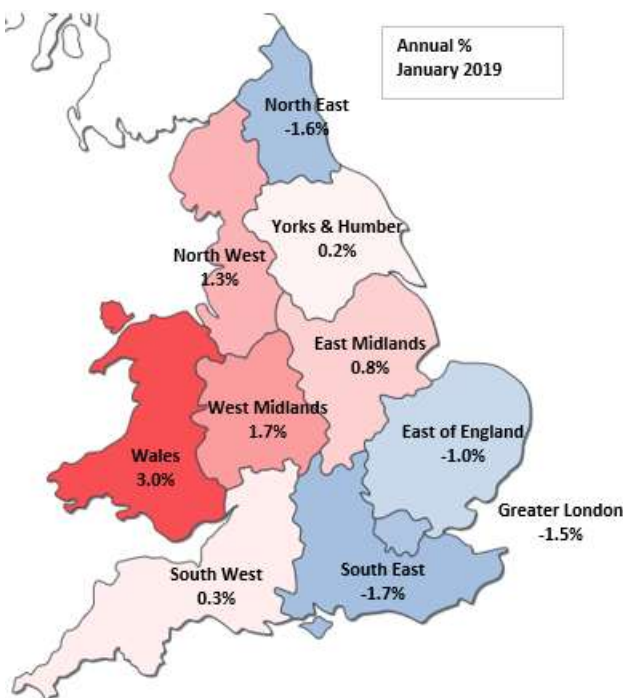 Annual %
January 2019
North East
-1.6%
Yorks & Humber
0.2%
North West
1.3%
East Midlands
0.8%
West Midlands
1.7%
East of England
-1.0%
Wales
3.0%
Greater London
-1.5%
South East
-1.7%
South West
0.3%